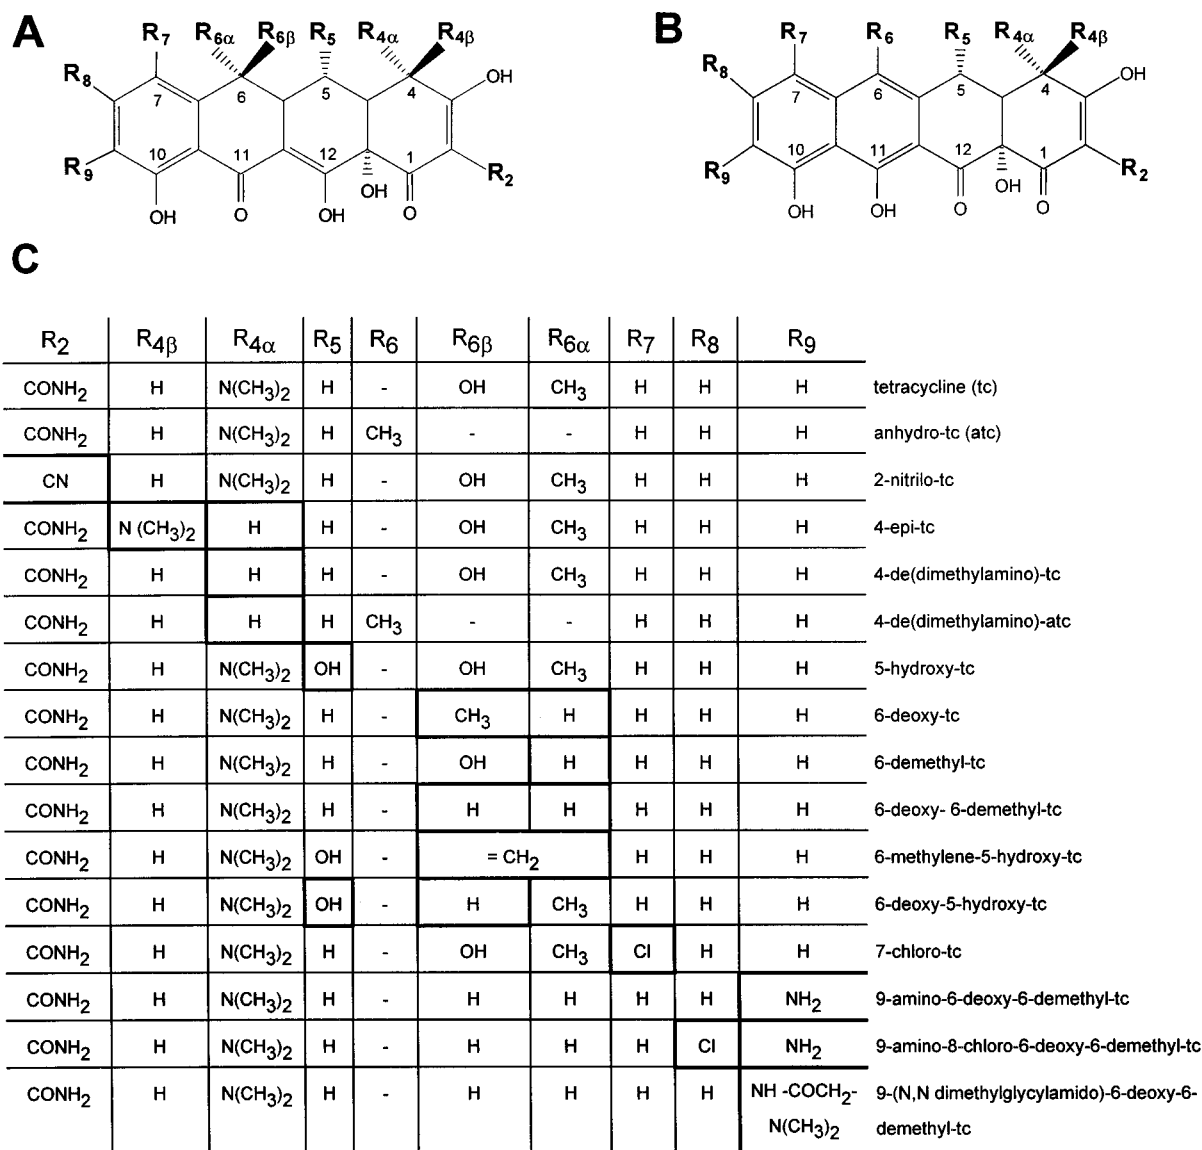 A
R7 R6α R6β R5 R4α R4β
R8 OH
7 6 5 4
R9 10 11 12 1 R2
OH O OH OH O
B
R7 R6 R5 R4α R4β
R8 OH
7 6 5 4
R9 10 11 12 1 R2
OH OH O OH O
C
R2 R4β R4α R5 R6 R6β R6α R7 R8 R9
CONH2 H N(CH3)2 H - OH CH3 H H H tetracycline (tc)
CONH2 H N(CH3)2 H CH3 - - H H H anhydro-tc (atc)
CN H N(CH3)2 H - OH CH3 H H H 2-nitrilo-tc
CONH2 N (CH3)2 H H - OH CH3 H H H 4-epi-tc
CONH2 H H H - OH CH3 H H H 4-de(dimethylamino)-tc
CONH2 H H H CH3 - - H H H 4-de(dimethylamino)-atc
CONH2 H N(CH3)2 OH - OH CH3 H H H 5-hydroxy-tc
CONH2 H N(CH3)2 H - CH3 H H H H 6-deoxy-tc
CONH2 H N(CH3)2 H - OH H H H H 6-demethyl-tc
CONH2 H N(CH3)2 H - H H H H H 6-deoxy- 6-demethyl-tc
CONH2 H N(CH3)2 OH - = CH2 H H H 6-methylene-5-hydroxy-tc
CONH2 H N(CH3)2 OH - H CH3 H H H 6-deoxy-5-hydroxy-tc
CONH2 H N(CH3)2 H - OH CH3 Cl H H 7-chloro-tc
CONH2 H N(CH3)2 H - H H H H NH2 9-amino-6-deoxy-6-demethyl-tc
CONH2 H N(CH3)2 H - H H H Cl NH2 9-amino-8-chloro-6-deoxy-6-demethyl-tc
CONH2 H N(CH3)2 H - H H H H NH -COCH2- 9-(N,N dimethylglycylamido)-6-deoxy-6-
N(CH3)2 demethyl-tc